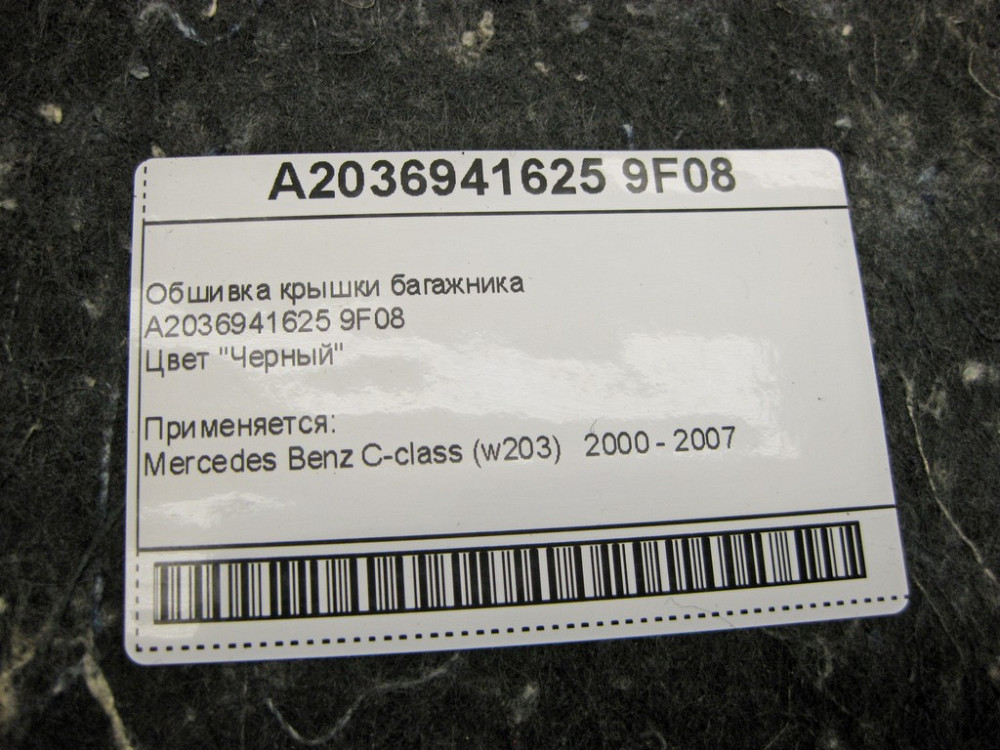 A2036941625 9F08
Обшивка крышки багажника
A2036941625 9F08
Цвет "Черный"
Применяется:
Mercedes Benz C-class (w203) 2000 - 2007